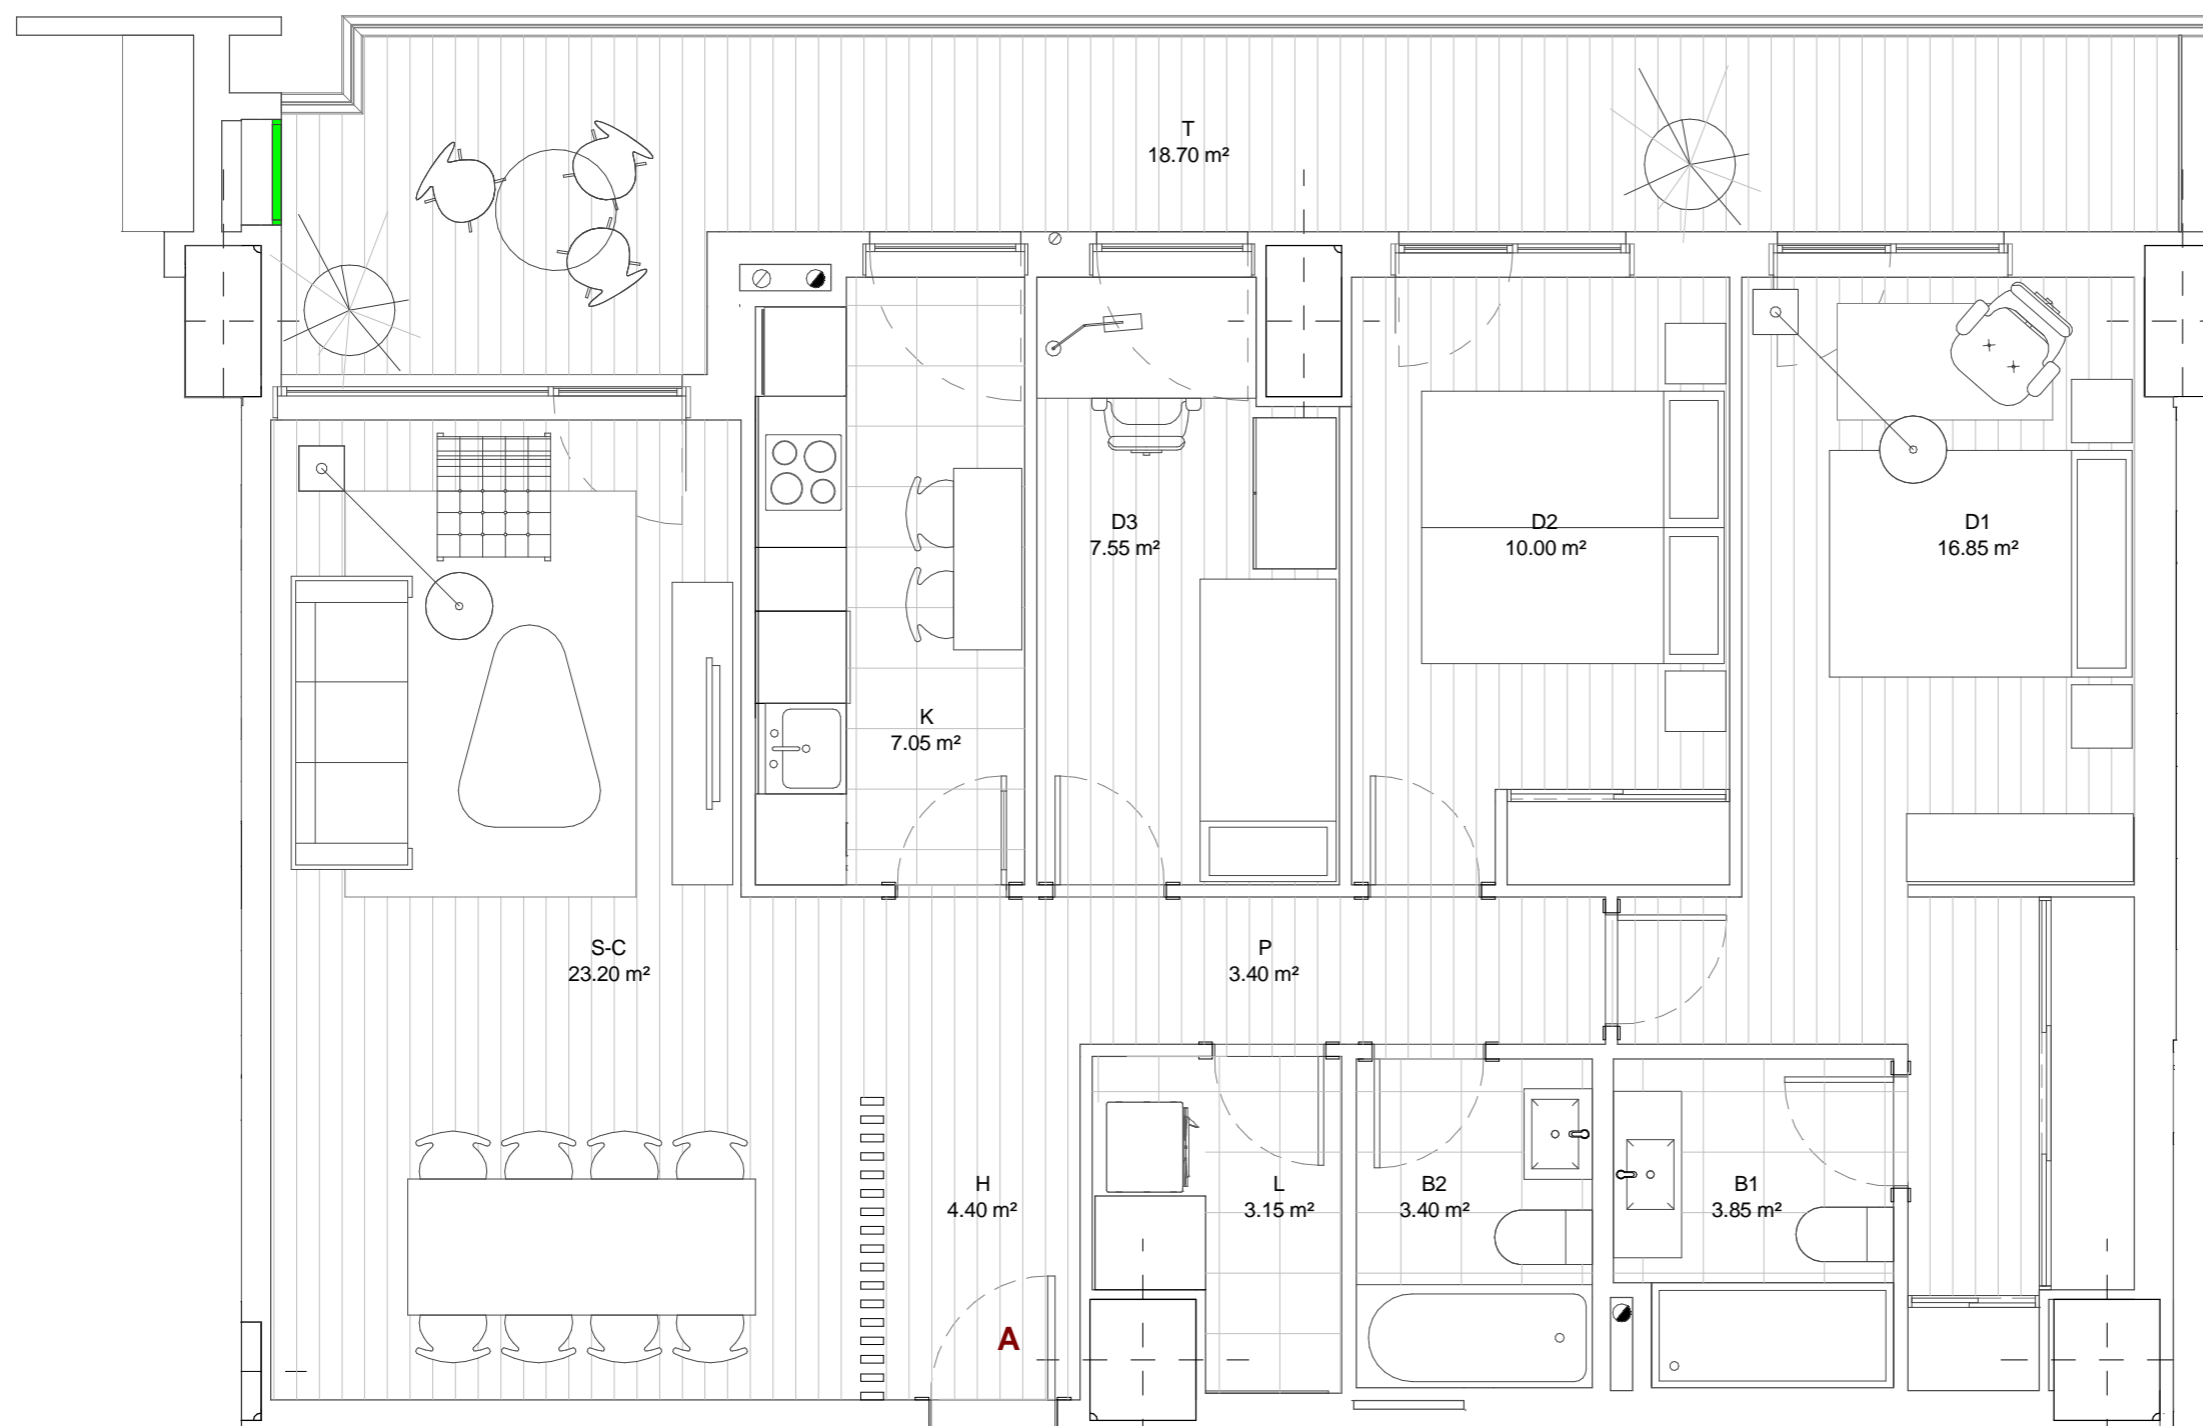 T
18.70 m²
D3
7.55 m²
D2
10.00 m²
D1
16.85 m²
K
7.05 m²
S-C
23.20 m²
P
3.40 m²
H
4.40 m²
L
3.15 m²
B2
3.40 m²
B1
3.85 m²
A